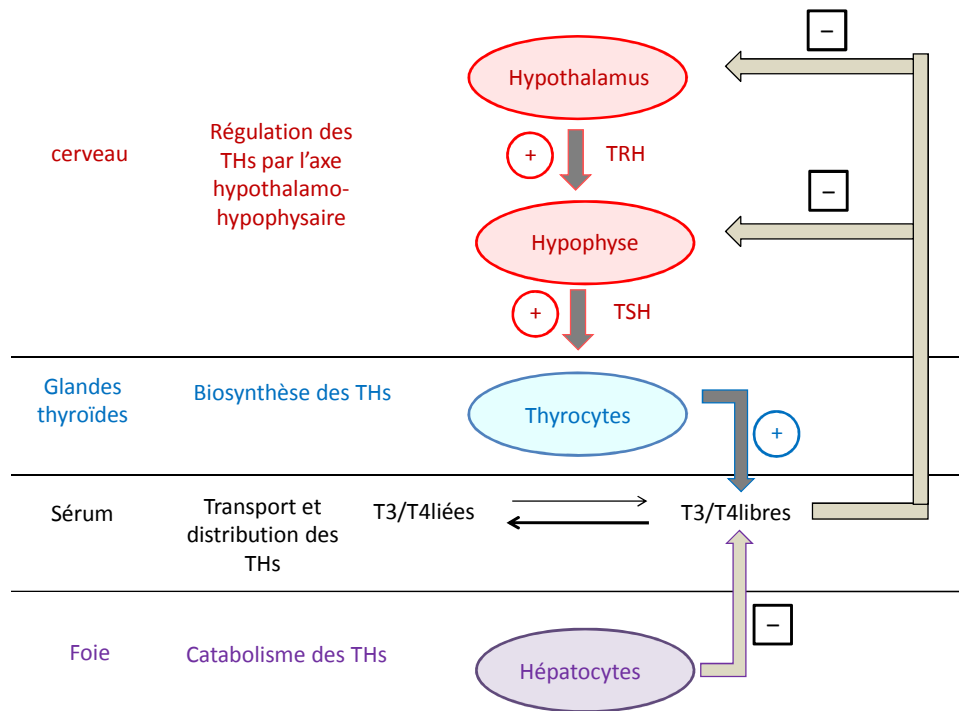 −
Hypothalamus
Régulation des
THs par l’axe
hypothalamo-
hypophysaire
cerveau
+
TRH
−
Hypophyse
+
TSH
Glandes
thyroïdes
Biosynthèse des THs
Thyrocytes
+
Sérum
Transport et
distribution des
THs
T3/T4liées
T3/T4libres
−
Foie
Catabolisme des THs
Hépatocytes